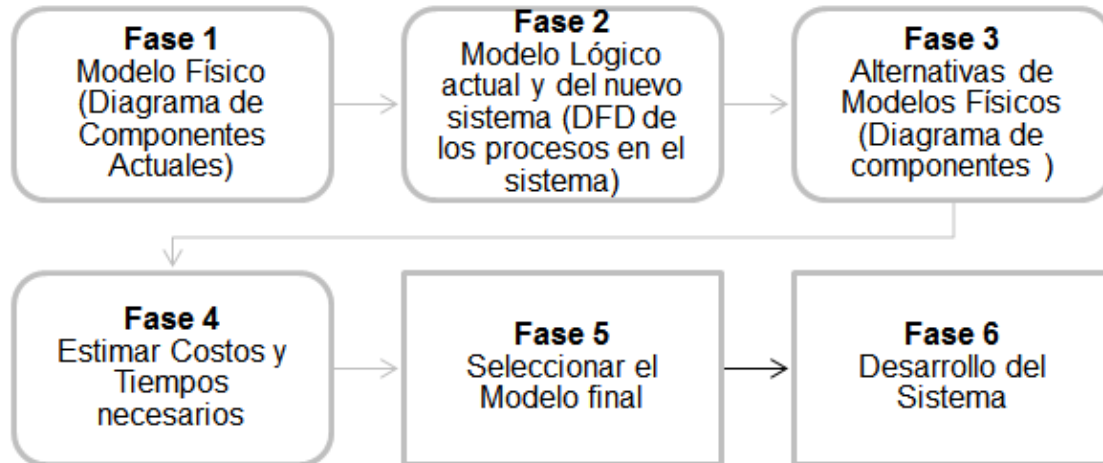 Fase 1
Modelo Físico
(Diagrama de
Componentes
Actuales)
Fase 2
Modelo Lógico
actual y del nuevo
sistema (DFD de
los procesos en el
sistema)
Fase 3
Alternativas de
Modelos Físicos
(Diagrama de
componentes )
Fase 4
Estimar Costos y
Tiempos
necesarios
Fase 5
Seleccionar el
Modelo final
Fase 6
Desarrollo del
Sistema